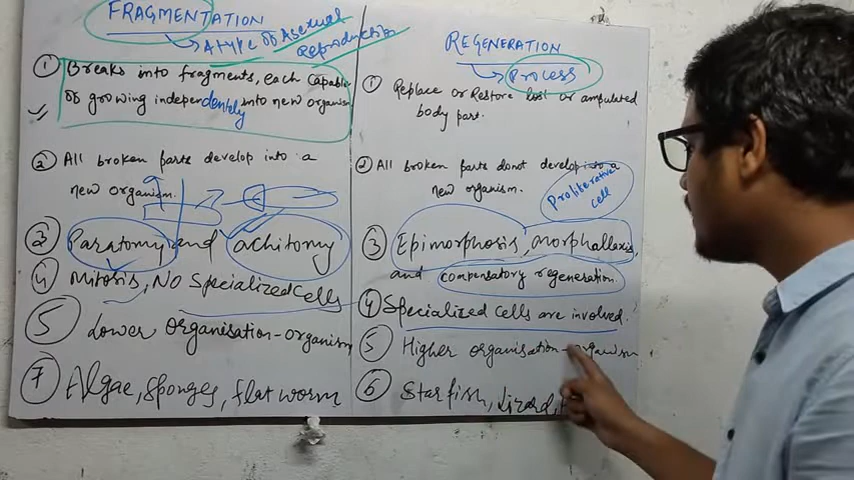 FRAGMENTATION
A type of Asexual
Reproduction
① Breaks into fragments, each capable
of growing independently into new organism
② All broken parts develop into a
new organism.
③ Paratomy and achitomy
④ Mitosis, No Specialized cells
5 Lower organisation-organism
7 Algae, Sponges, flat worm
REGENERATION
Process
① Replace or Restore lost or amputated
body part.
② All broken parts do not develop into a
new organism.
Proliferative
cell
③ Epimorphosis, morphallaxis,
and compensatory regeneration.
④ Specialized cells are involved.
⑤ Higher organisation-organism
⑥ Star fish, Lizard,